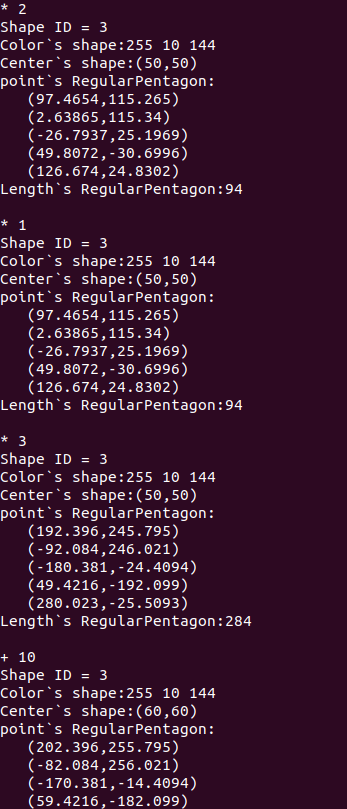 * 2
Shape ID = 3
Color`s shape:255 10 144
Center`s shape:(50,50)
point`s RegularPentagon:
(97.4654,115.265)
(2.63865,115.34)
(-26.7937,25.1969)
(49.8072,-30.6996)
(126.674,24.8302)
Length`s RegularPentagon:94
* 1
Shape ID = 3
Color`s shape:255 10 144
Center`s shape:(50,50)
point`s RegularPentagon:
(97.4654,115.265)
(2.63865,115.34)
(-26.7937,25.1969)
(49.8072,-30.6996)
(126.674,24.8302)
Length`s RegularPentagon:94
* 3
Shape ID = 3
Color`s shape:255 10 144
Center`s shape:(50,50)
point`s RegularPentagon:
(192.396,245.795)
(-92.084,246.021)
(-180.381,-24.4094)
(49.4216,-192.099)
(280.023,-25.5093)
Length`s RegularPentagon:284
+ 10
Shape ID = 3
Color`s shape:255 10 144
Center`s shape:(60,60)
point`s RegularPentagon:
(202.396,255.795)
(-82.084,256.021)
(-170.381,-14.4094)
(59.4216,-182.099)